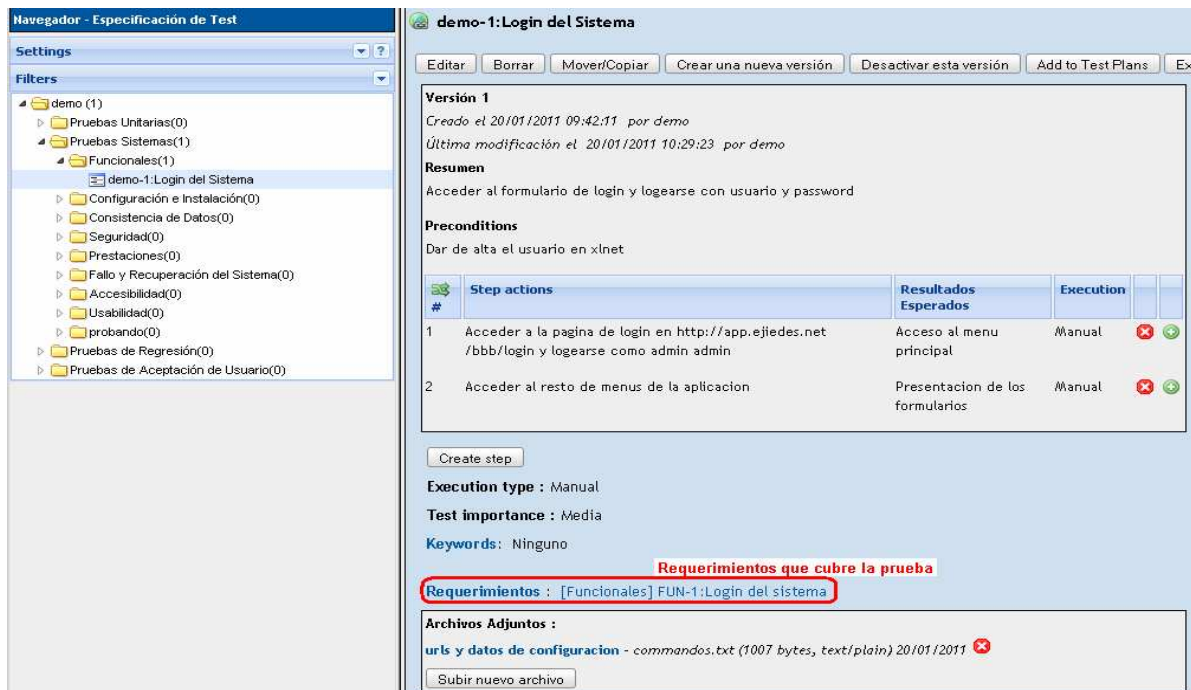 Navegador - Especificación de Test
Settings
?
Filters
demo (1)
Pruebas Unitarias(0)
Pruebas Sistemas(1)
Funcionales(1)
demo-1:Login del Sistema
Configuración e Instalación(0)
Consistencia de Datos(0)
Seguridad(0)
Prestaciones(0)
Fallo y Recuperación del Sistema(0)
Accesibilidad(0)
Usabilidad(0)
probando(0)
Pruebas de Regresión(0)
Pruebas de Aceptación de Usuario(0)
demo-1:Login del Sistema
Editar Borrar Mover/Copiar Crear una nueva versión Desactivar esta versión Add to Test Plans Ex
Versión 1
Creado el 20/01/2011 09:42:11 por demo
Última modificación el 20/01/2011 10:29:23 por demo
Resumen
Acceder al formulario de login y logearse con usuario y password
Preconditions
Dar de alta el usuario en xlnet
# Step actions Resultados Esperados Execution
1 Acceder a la pagina de login en http://app.ejiedes.net Acceso al menu Manual
/bbb/login y logearse como admin admin principal
2 Acceder al resto de menus de la aplicacion Presentacion de los Manual
formularios
Create step
Execution type : Manual
Test importance : Media
Keywords: Ninguno
Requerimientos que cubre la prueba
Requerimientos : [Funcionales] FUN-1:Login del sistema
Archivos Adjuntos :
urls y datos de configuracion - commandos.txt (1007 bytes, text/plain) 20/01/2011
Subir nuevo archivo